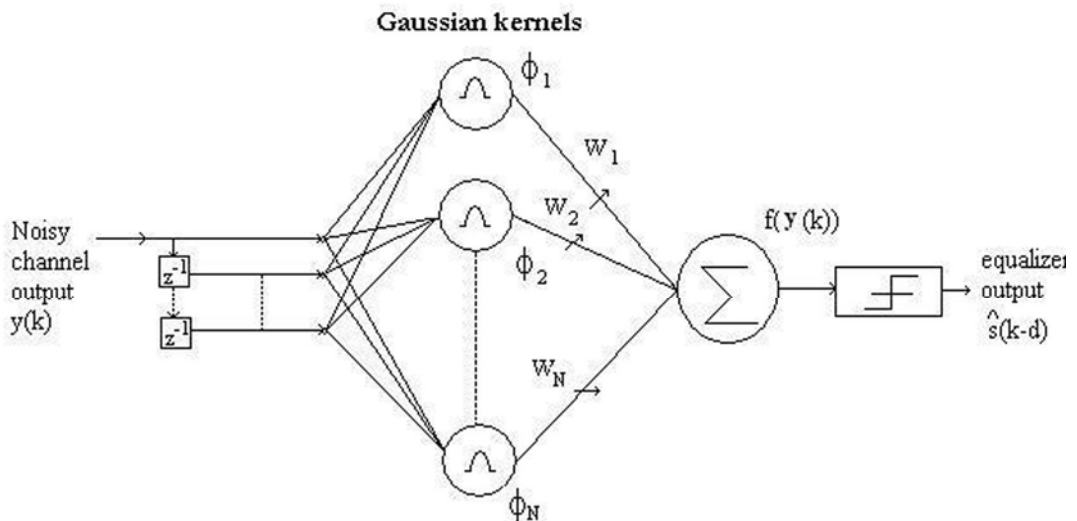 Gaussian kernels
ϕ1
W1
W2
ϕ2
f(y(k))
Noisy
channel
output
y(k)
z-1
z-1
Σ
equalizer
output
ŝ(k-d)
WN
ϕN